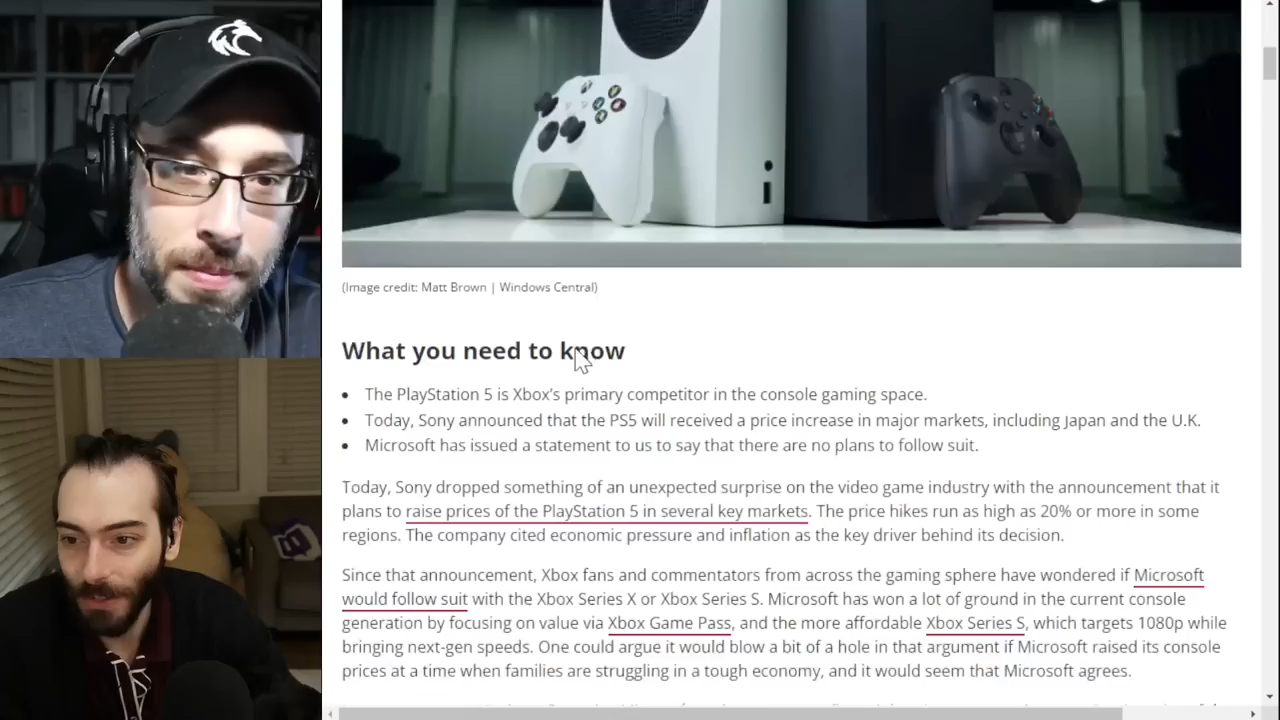 (Image credit: Matt Brown | Windows Central)
What you need to know
The PlayStation 5 is Xbox's primary competitor in the console gaming space.
Today, Sony announced that the PS5 will received a price increase in major markets, including Japan and the U.K.
Microsoft has issued a statement to us to say that there are no plans to follow suit.
Today, Sony dropped something of an unexpected surprise on the video game industry with the announcement that it
plans to raise prices of the PlayStation 5 in several key markets. The price hikes run as high as 20% or more in some
regions. The company cited economic pressure and inflation as the key driver behind its decision.
Since that announcement, Xbox fans and commentators from across the gaming sphere have wondered if Microsoft
would follow suit with the Xbox Series X or Xbox Series S. Microsoft has won a lot of ground in the current console
generation by focusing on value via Xbox Game Pass, and the more affordable Xbox Series S, which targets 1080p while
bringing next-gen speeds. One could argue it would blow a bit of a hole in that argument if Microsoft raised its console
prices at a time when families are struggling in a tough economy, and it would seem that Microsoft agrees.